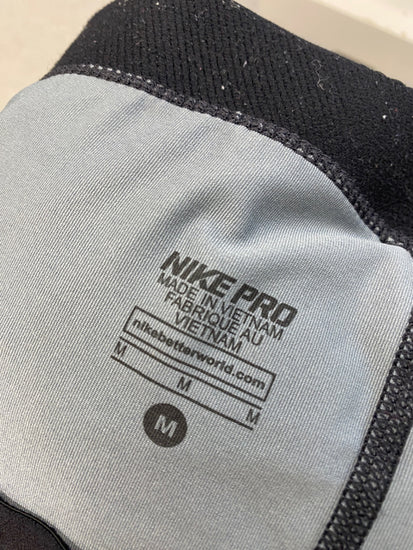 NIKE PRO
MADE IN VIETNAM
FABRIQUE AU
VIETNAM
nikebetterworld.com
M M M
M